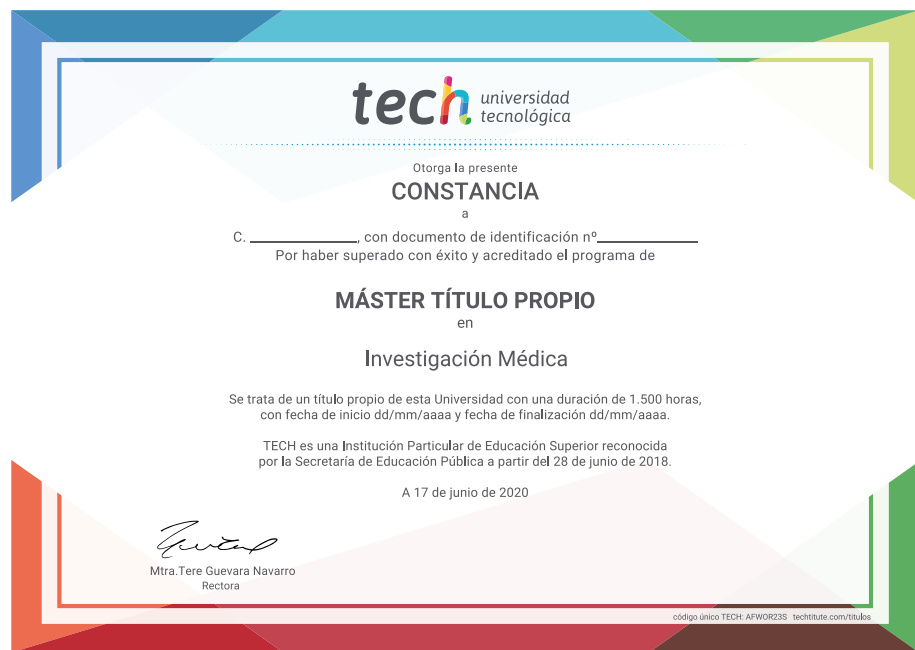 tech universidad
tecnológica
Otorga la presente
CONSTANCIA
a
C. ____________, con documento de identificación nº____________
Por haber superado con éxito y acreditado el programa de
MÁSTER TÍTULO PROPIO
en
Investigación Médica
Se trata de un título propio de esta Universidad con una duración de 1.500 horas,
con fecha de inicio dd/mm/aaaa y fecha de finalización dd/mm/aaaa.
TECH es una Institución Particular de Educación Superior reconocida
por la Secretaría de Educación Pública a partir del 28 de junio de 2018.
A 17 de junio de 2020
Mtra.Tere Guevara Navarro
Rectora
código único TECH: AFWOR23S techtitute.com/titulos